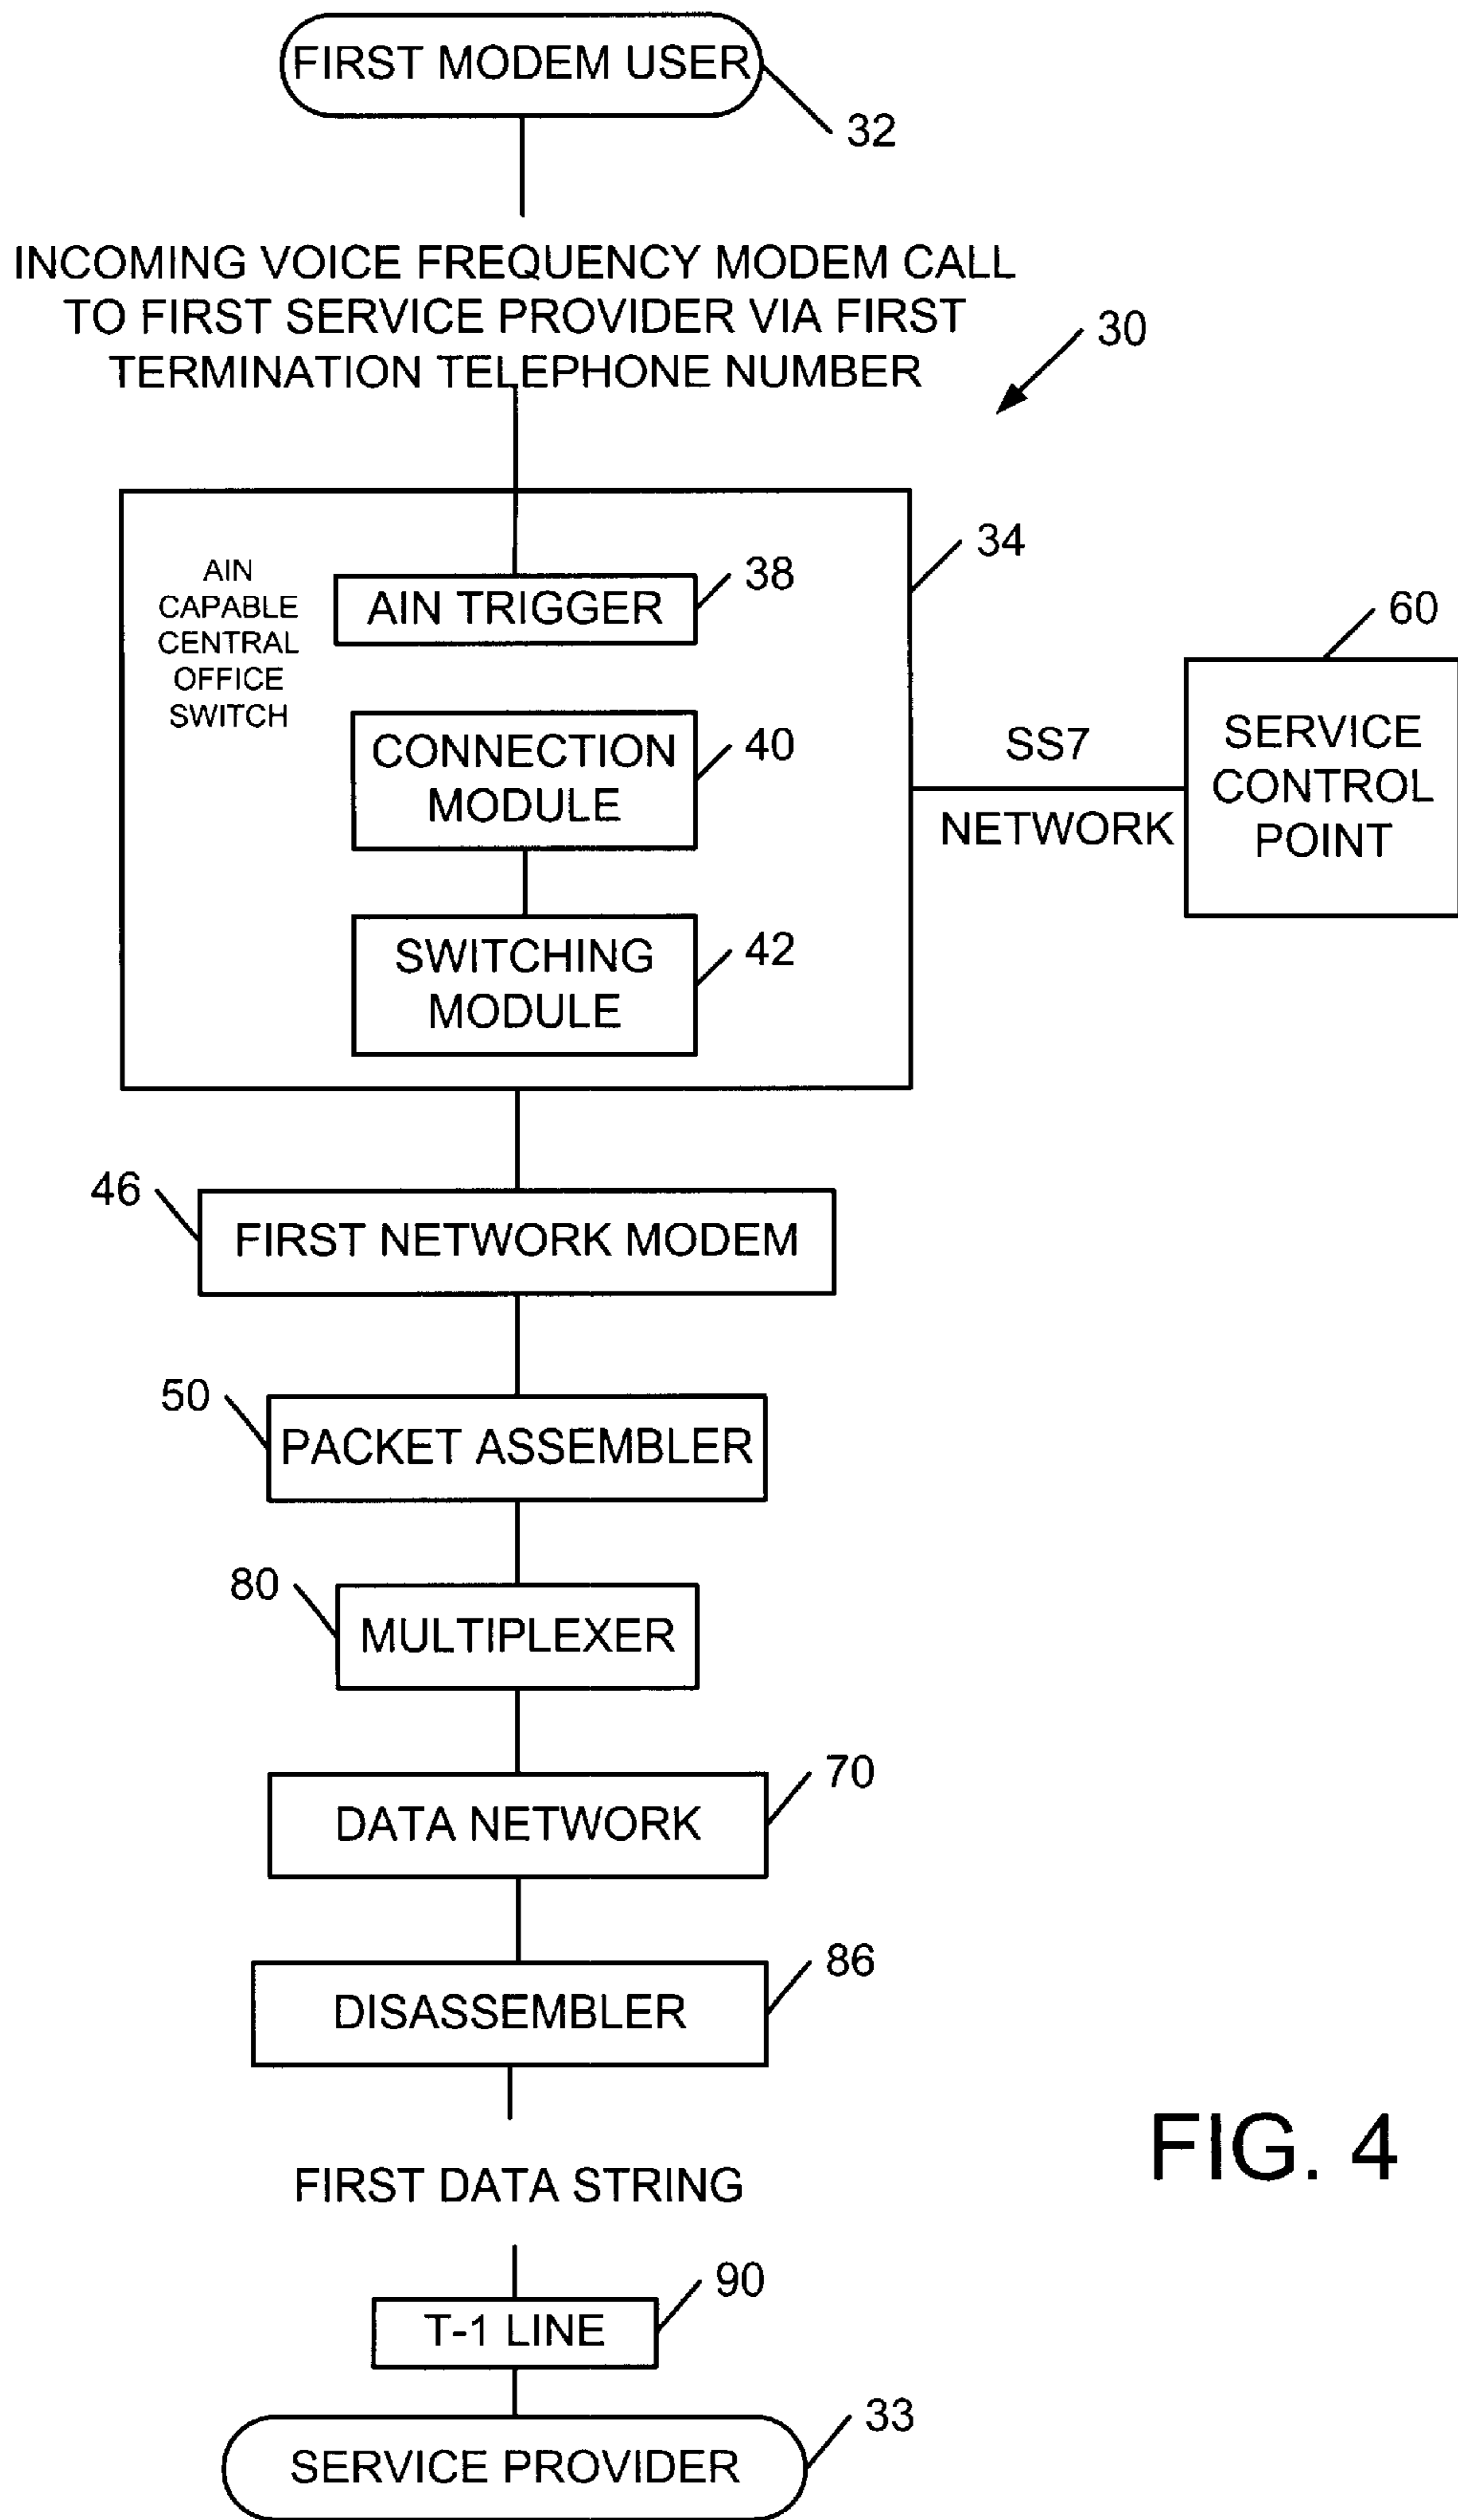 FIRST MODEM USER
32
INCOMING VOICE FREQUENCY MODEM CALL
TO FIRST SERVICE PROVIDER VIA FIRST
TERMINATION TELEPHONE NUMBER
30
34
AIN
CAPABLE
CENTRAL
OFFICE
SWITCH
AIN TRIGGER
38
CONNECTION
MODULE
40
SWITCHING
MODULE
42
SS7
NETWORK
60
SERVICE
CONTROL
POINT
46
FIRST NETWORK MODEM
50
PACKET ASSEMBLER
80
MULTIPLEXER
70
DATA NETWORK
86
DISASSEMBLER
FIRST DATA STRING
90
T-1 LINE
33
SERVICE PROVIDER
FIG. 4